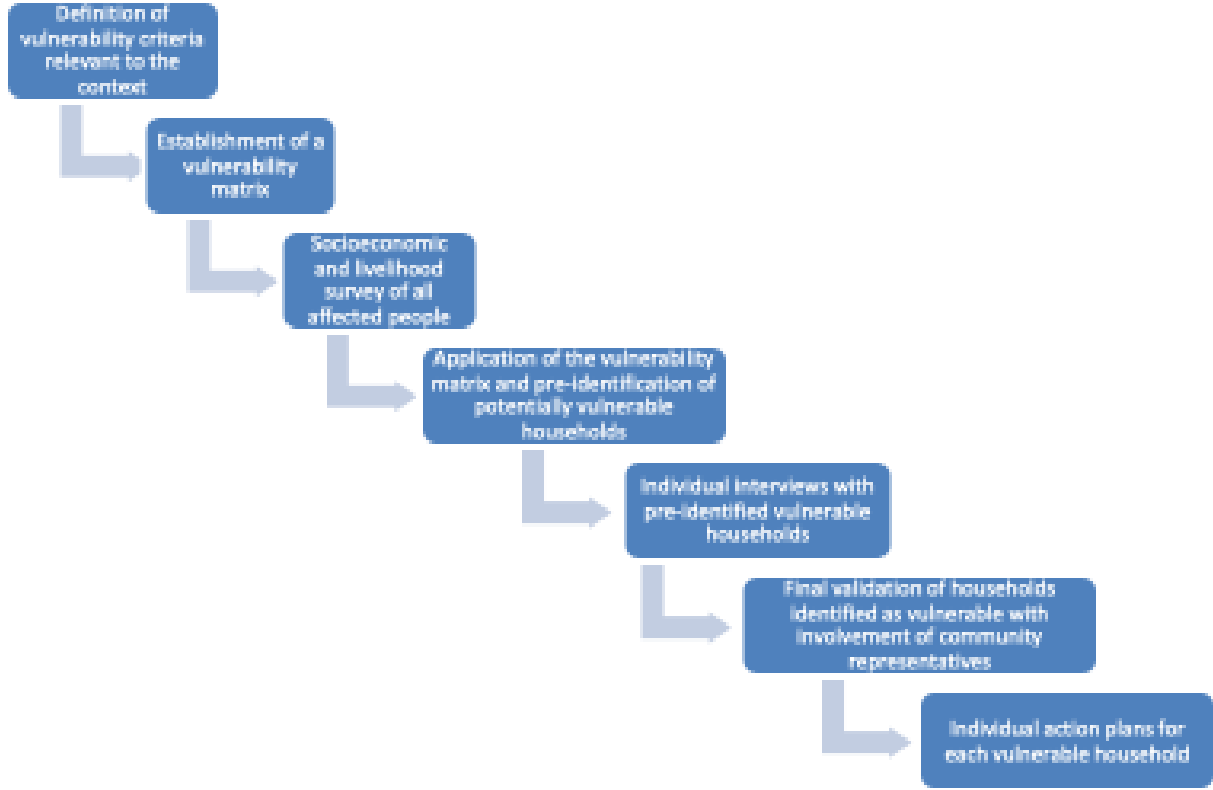 Definition of
vulnerability criteria
relevant to the
context
Establishment of a
vulnerability
matrix
Socioeconomic
and livelihood
survey of all
affected people
Application of the vulnerability
matrix and pre-identification of
potentially vulnerable
households
Individual interviews with
pre-identified vulnerable
households
Final validation of households
identified as vulnerable with
involvement of community
representatives
Individual action plans for
each vulnerable household